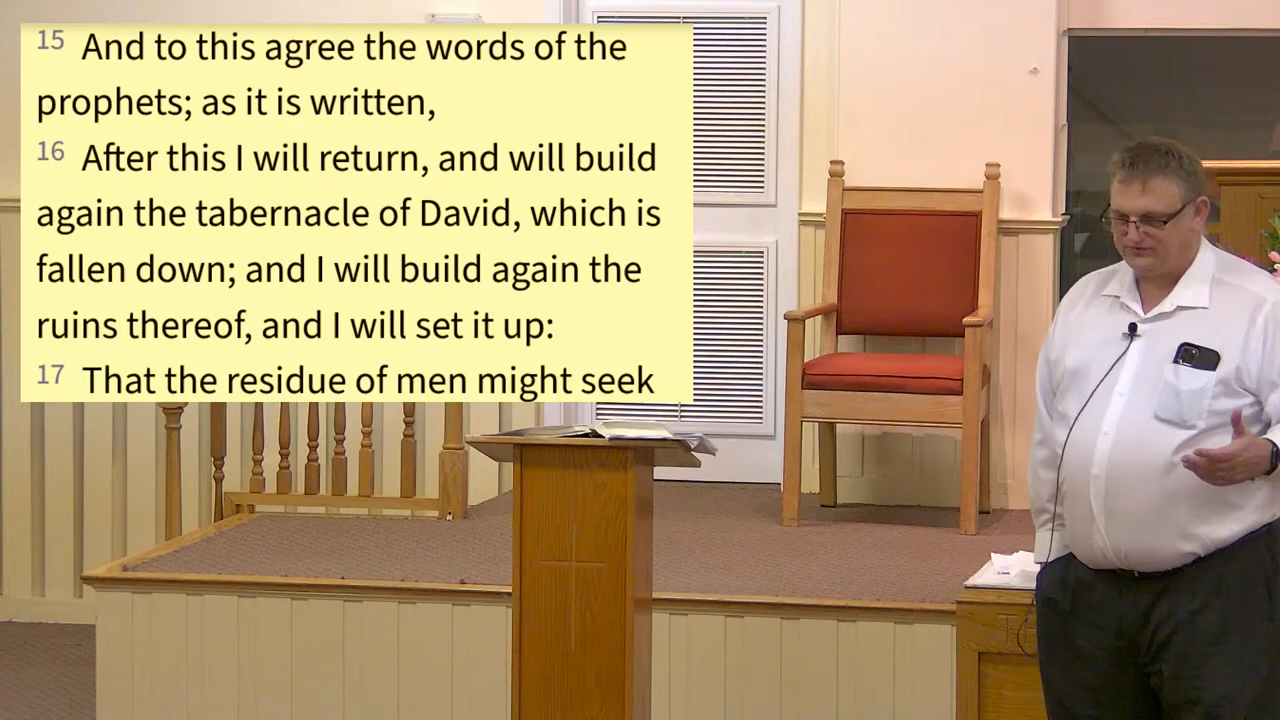 15 And to this agree the words of the
prophets; as it is written,
16 After this I will return, and will build
again the tabernacle of David, which is
fallen down; and I will build again the
ruins thereof, and I will set it up:
17 That the residue of men might seek